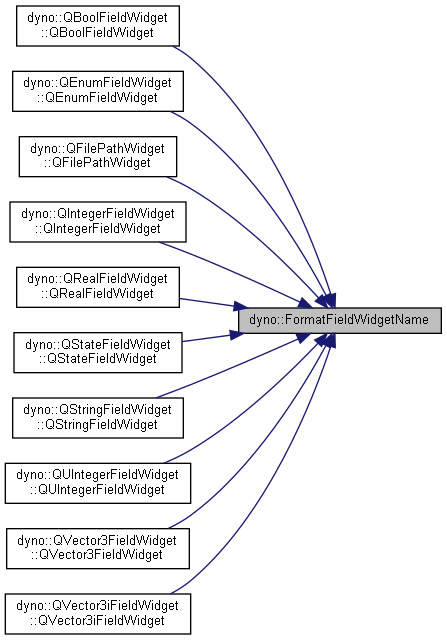 dyno::QBoolFieldWidget
::QBoolFieldWidget
dyno::QEnumFieldWidget
::QEnumFieldWidget
dyno::QFilePathWidget
::QFilePathWidget
dyno::QIntegerFieldWidget
::QIntegerFieldWidget
dyno::QRealFieldWidget
::QRealFieldWidget
dyno::FormatFieldWidgetName
dyno::QStateFieldWidget
::QStateFieldWidget
dyno::QStringFieldWidget
::QStringFieldWidget
dyno::QUIntegerFieldWidget
::QUIntegerFieldWidget
dyno::QVector3FieldWidget
::QVector3FieldWidget
dyno::QVector3iFieldWidget
::QVector3iFieldWidget